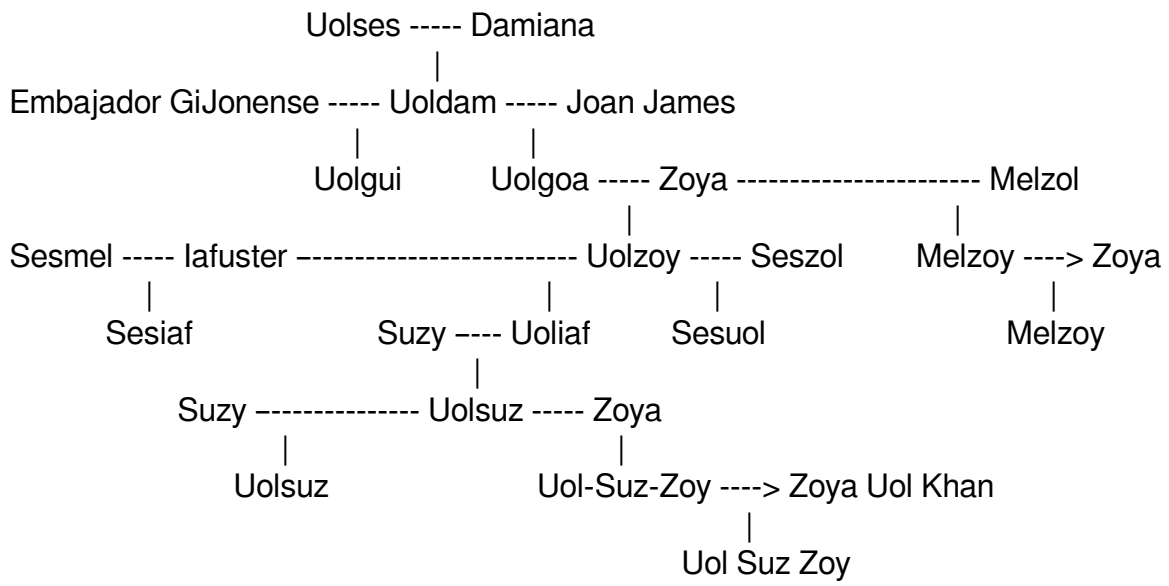 Uolses ----- Damiana
|
Embajador GiJonense ----- Uoldam ----- Joan James
| |
Uolgui Uolgoa ----- Zoya ----------------------- Melzol
| |
Sesmel ----- Iafuster –-------------------------- Uolzoy ----- Seszol Melzoy ----> Zoya
| | | |
Sesiaf Suzy –---- Uoliaf Sesuol Melzoy
|
Suzy –--------------- Uolsuz ----- Zoya
| |
Uolsuz Uol-Suz-Zoy ----> Zoya Uol Khan
|
Uol Suz Zoy